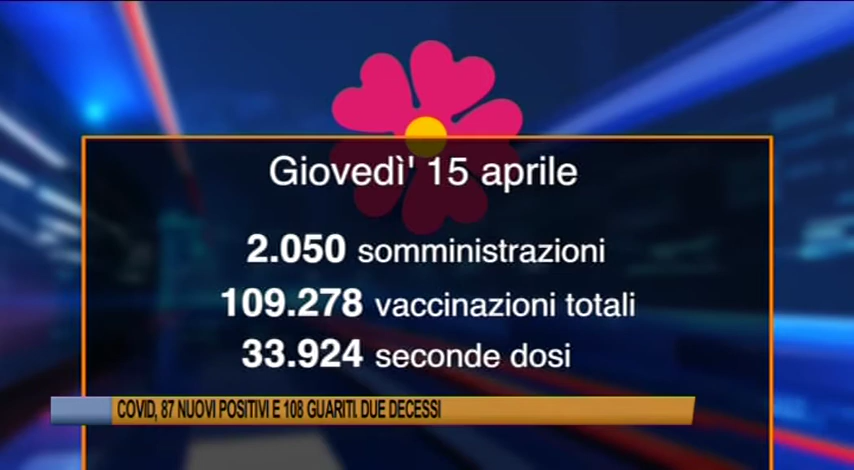 Giovedì' 15 aprile
2.050 somministrazioni
109.278 vaccinazioni totali
33.924 seconde dosi
COVID, 87 NUOVI POSITIVI E 108 GUARITI. DUE DECESSI